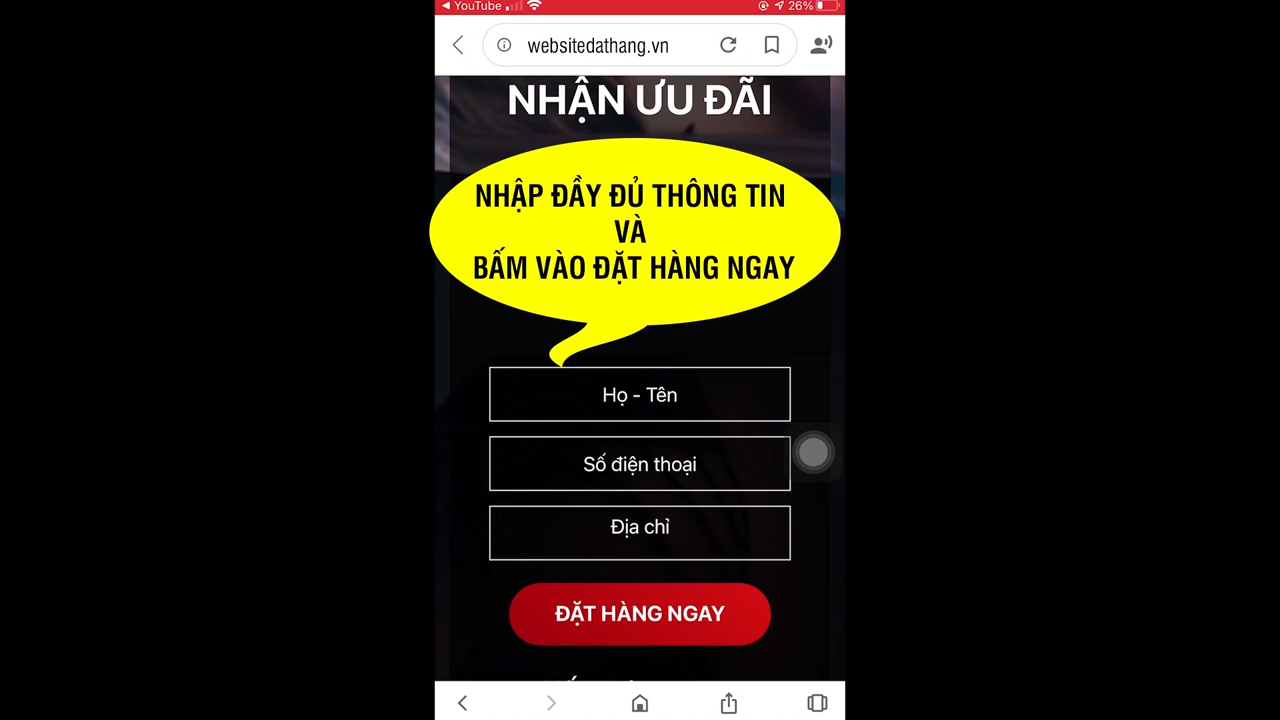 YouTube
26%
websitedathang.vn
NHẬN ƯU ĐÃI
NHẬP ĐẦY ĐỦ THÔNG TIN
VÀ
BẤM VÀO ĐẶT HÀNG NGAY
Họ - Tên
Số điện thoại
Địa chỉ
ĐẶT HÀNG NGAY